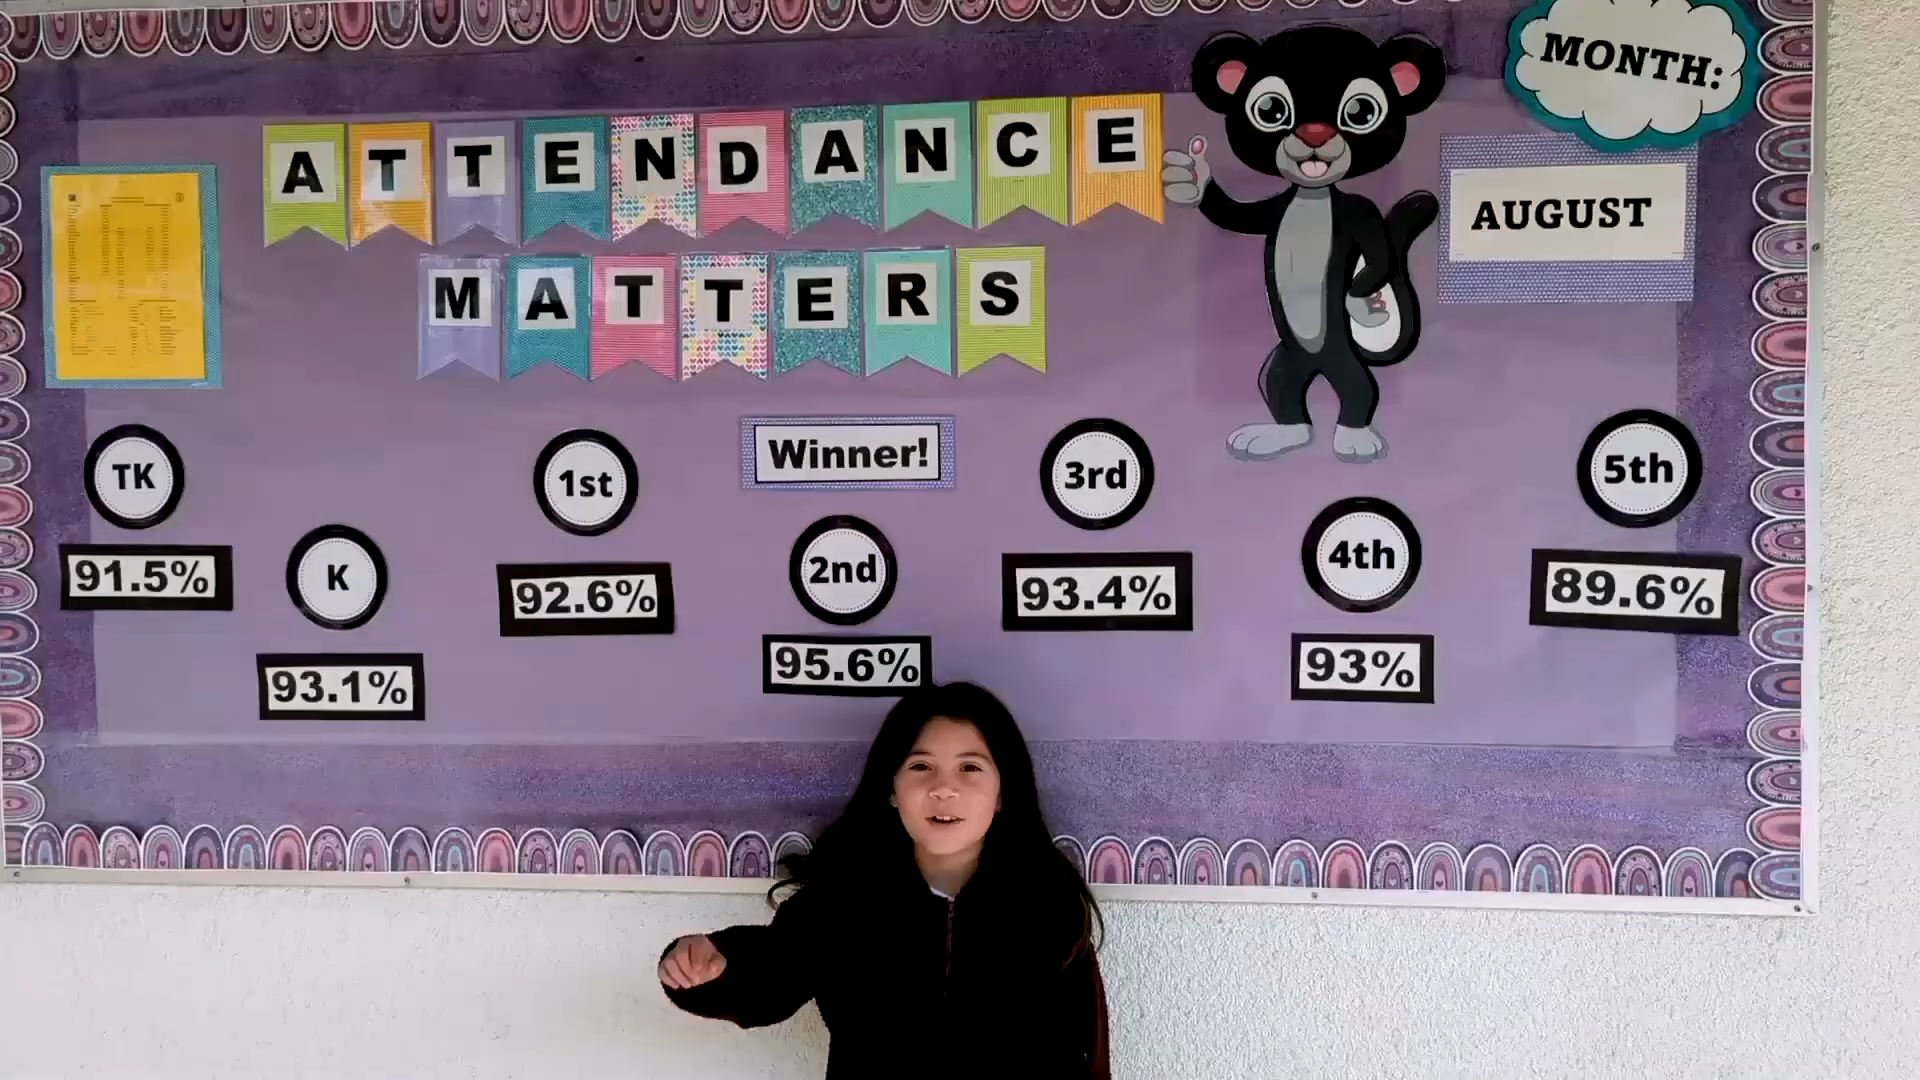 MONTH:
ATTENDANCE
AUGUST
MATTERS
Winner!
TK
1st
3rd
5th
K
2nd
4th
91.5%
92.6%
93.4%
89.6%
93.1%
95.6%
93%